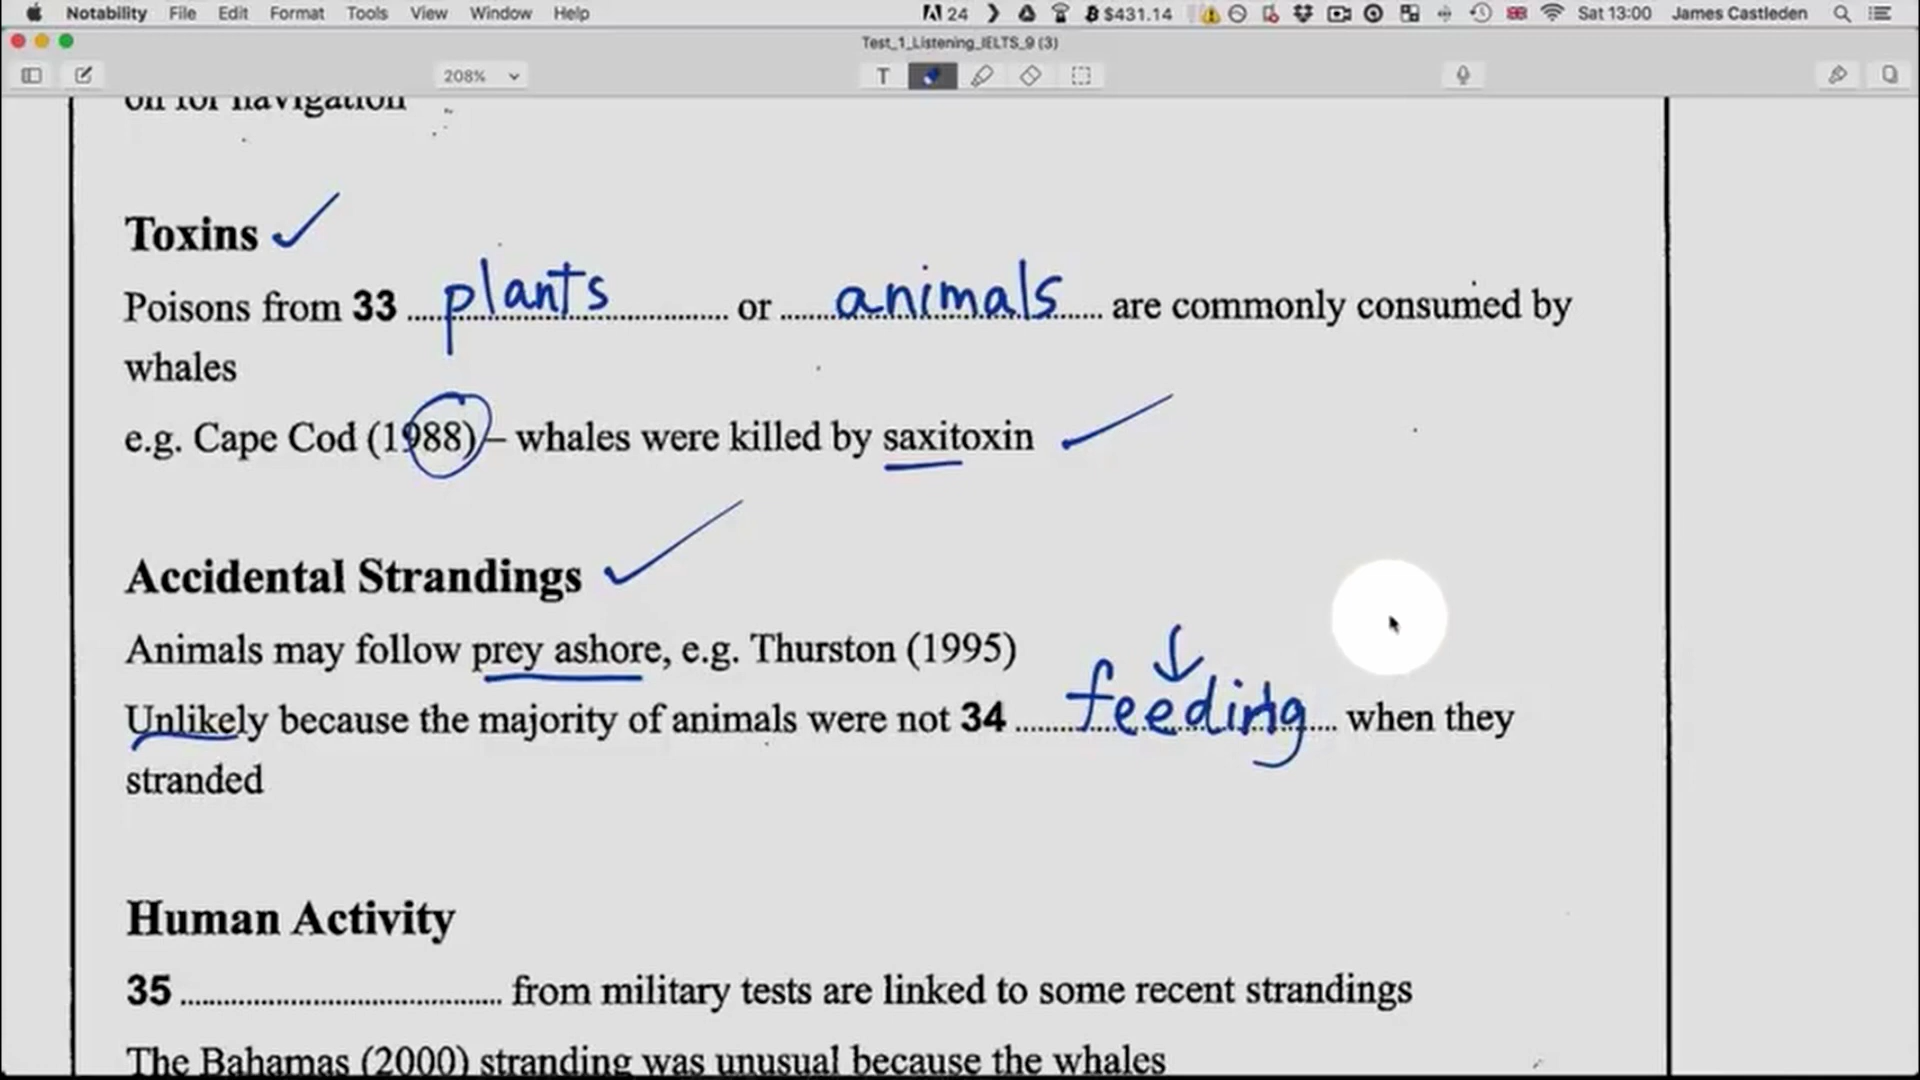 Notability File Edit Format Tools View Window Help 24 $431.14 Sat 13:00 James Castleden
Test_1_Listening_IELTS_9 (3)
208% T
on for navigation
Toxins
Poisons from 33 plants or animals are commonly consumed by
whales
e.g. Cape Cod (1988) – whales were killed by saxitoxin
Accidental Strandings
Animals may follow prey ashore, e.g. Thurston (1995)
Unlikely because the majority of animals were not 34 feeding when they
stranded
Human Activity
35 from military tests are linked to some recent strandings
The Bahamas (2000) stranding was unusual because the whales